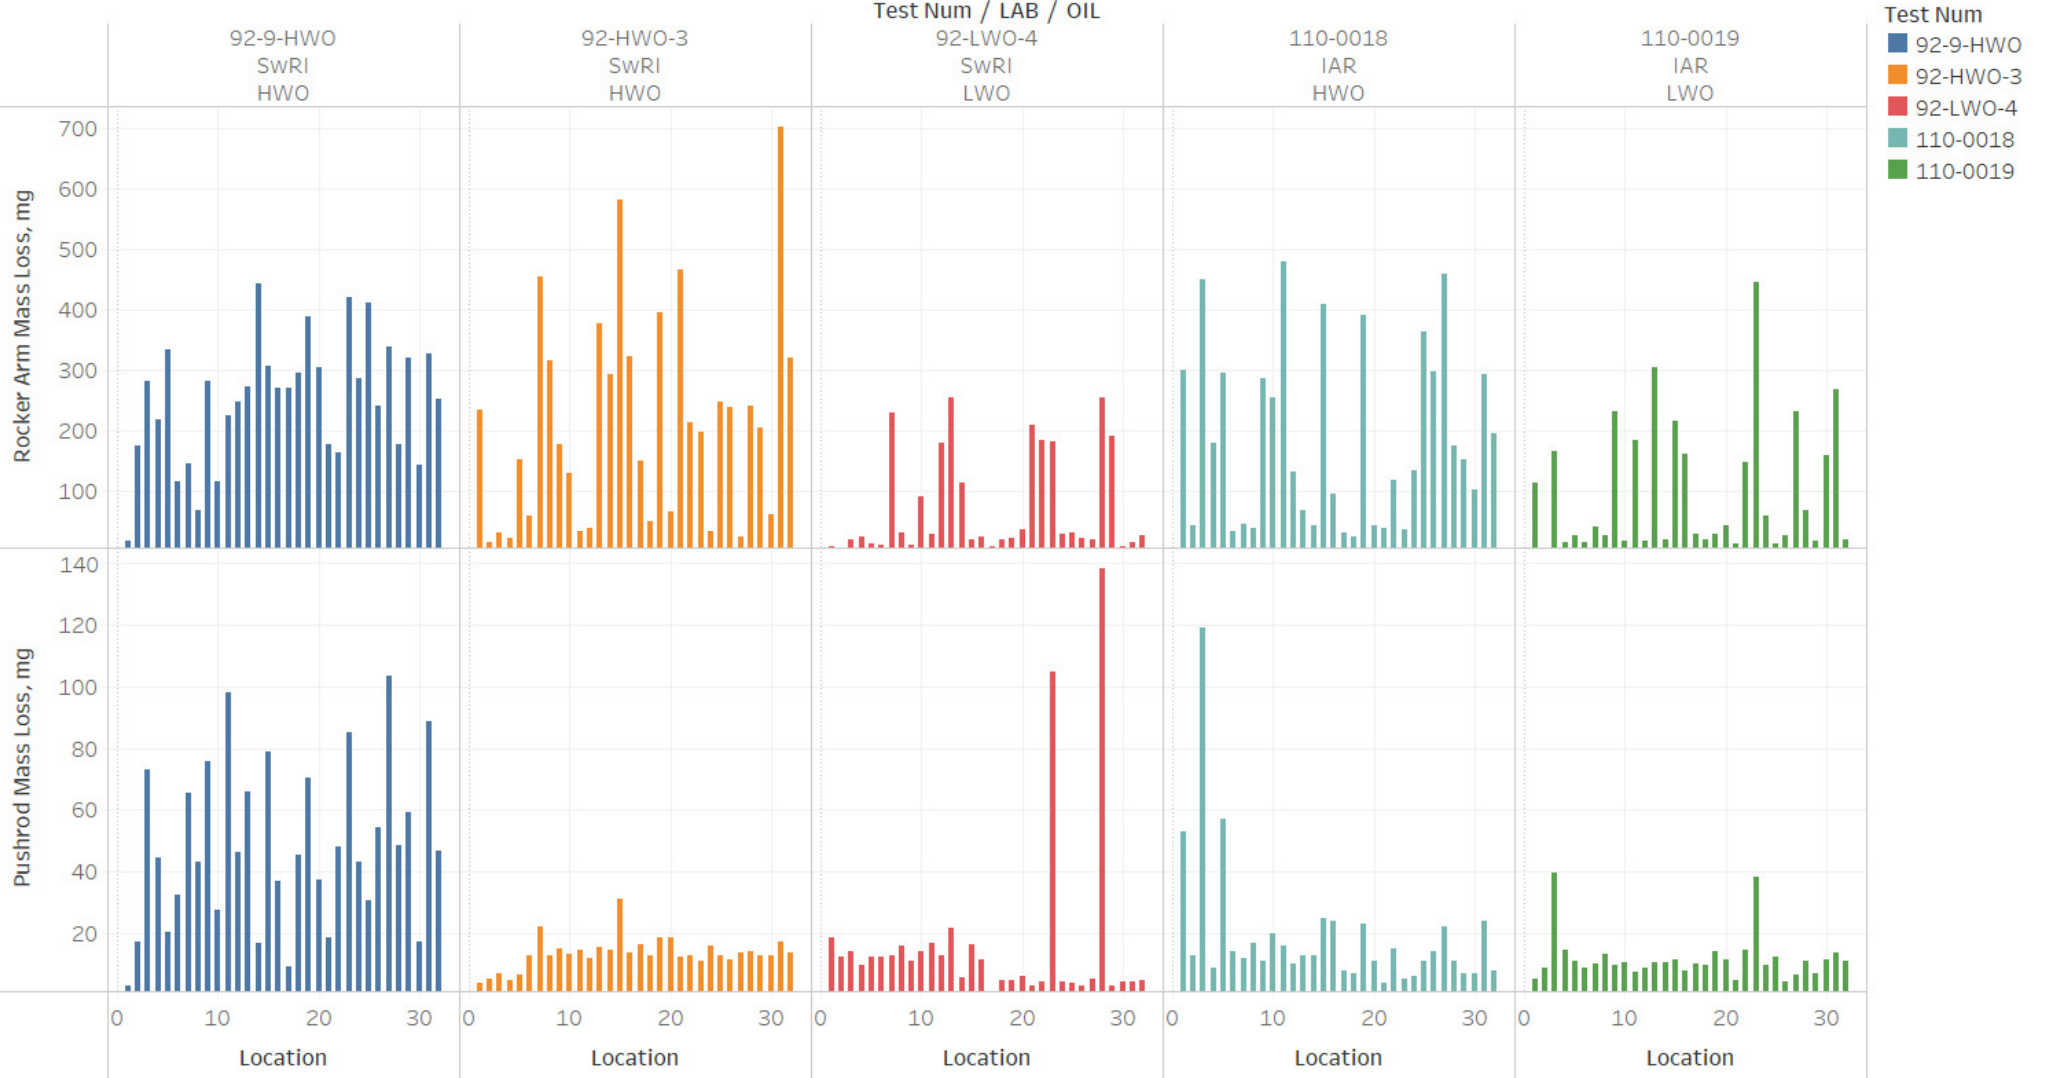 Test Num / LAB / OIL
92-9-HWO
SwRI
HWO
92-HWO-3
SwRI
HWO
92-LWO-4
SwRI
LWO
110-0018
IAR
HWO
110-0019
IAR
LWO
Test Num
92-9-HWO
92-HWO-3
92-LWO-4
110-0018
110-0019
Rocker Arm Mass Loss, mg
700
600
500
400
300
200
100
Pushrod Mass Loss, mg
140
120
100
80
60
40
20
0 10 20 30
0 10 20 30
0 10 20 30
0 10 20 30
0 10 20 30
Location
Location
Location
Location
Location